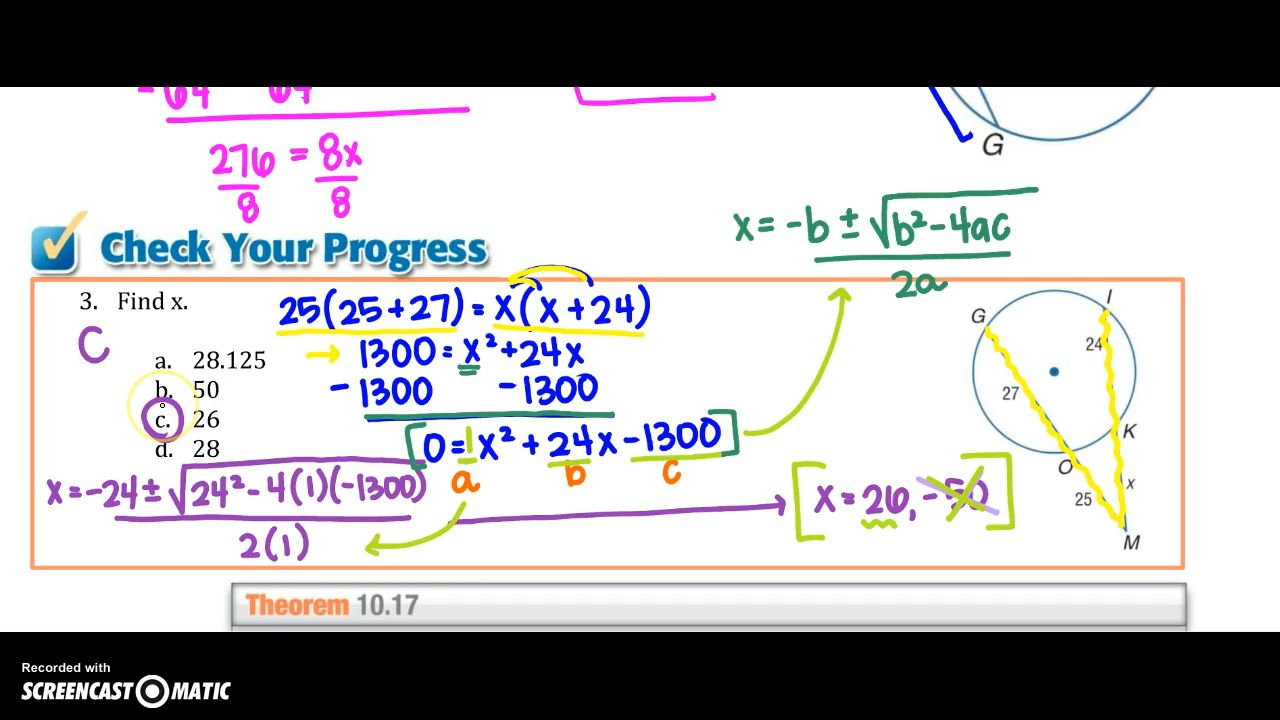 - 64 64
276 = 8x
8 8
G
x = -b ± √b² - 4ac
2a
Check Your Progress
3. Find x.
C
a. 28.125
b. 50
c. 26
d. 28
25(25+27) = x(x+24)
→ 1300 = x² + 24x
- 1300 - 1300
0 = 1x² + 24x - 1300
a b c
x = -24 ± √24² - 4(1)(-1300)
2(1)
x = 26, -50
G
I
24
27
K
O
25
x
M
Theorem 10.17
Recorded with
SCREENCAST-O-MATIC